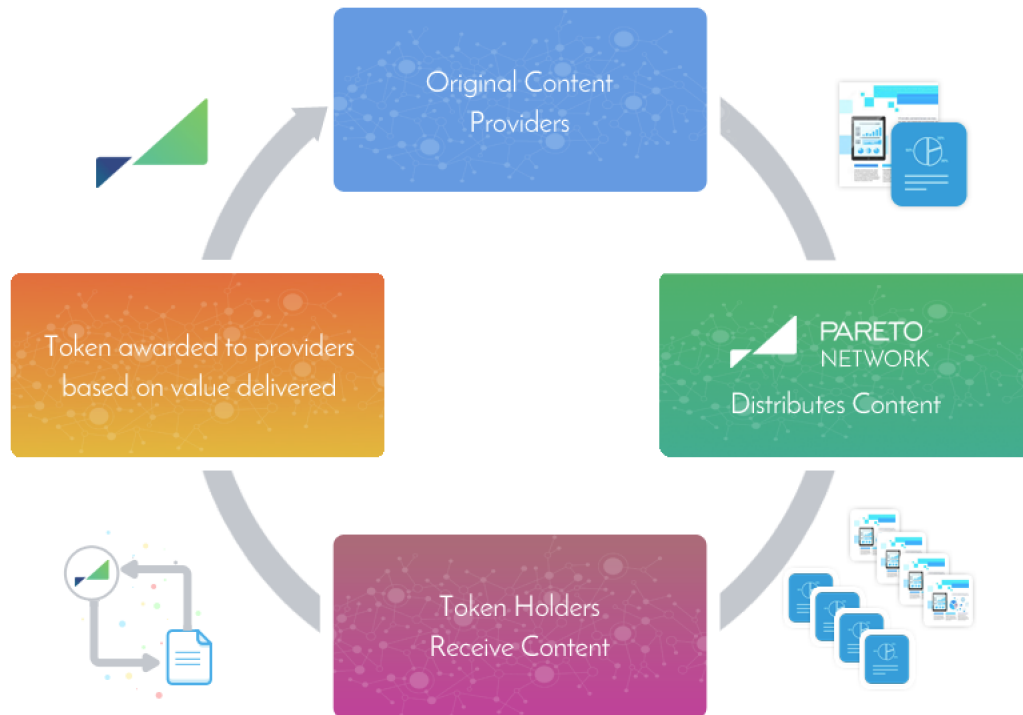 Original Content
Providers
PARETO
NETWORK
Distributes Content
Token Holders
Receive Content
Token awarded to providers
based on value delivered